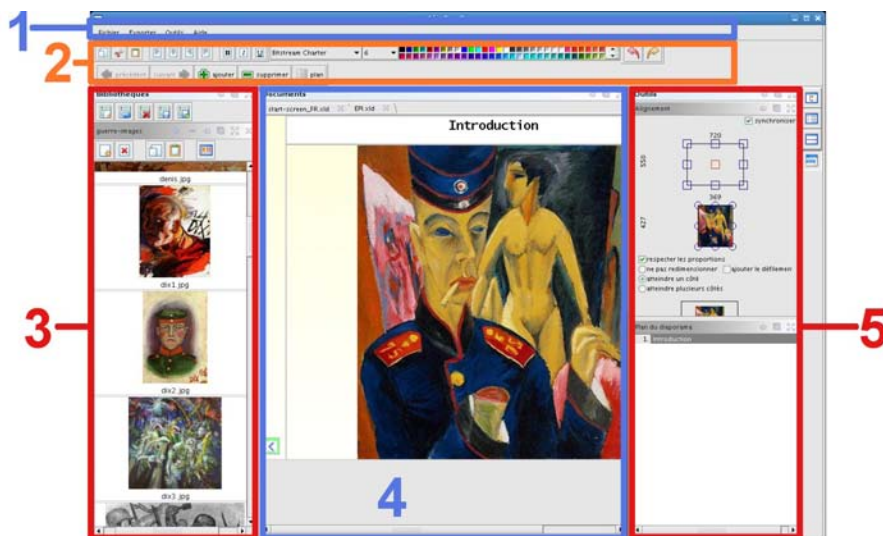 1
Fichier Exporter Outils Aide
2
B I U Bitstream Charter 6
précédent suivant ajouter supprimer plan
3
Bibliothèques
guerre-images
denis.jpg
dix1.jpg
dix2.jpg
dix3.jpg
4
Documents
start-screen_FR.xld EPI.xld
Introduction
5
Outils
Alignement
synchroniser
720
550
369
427
respecter les proportions
ne pas redimensionner ajouter le défilemen
atteindre un côté
atteindre plusieurs côtés
Plan du diaporama
1 Introduction